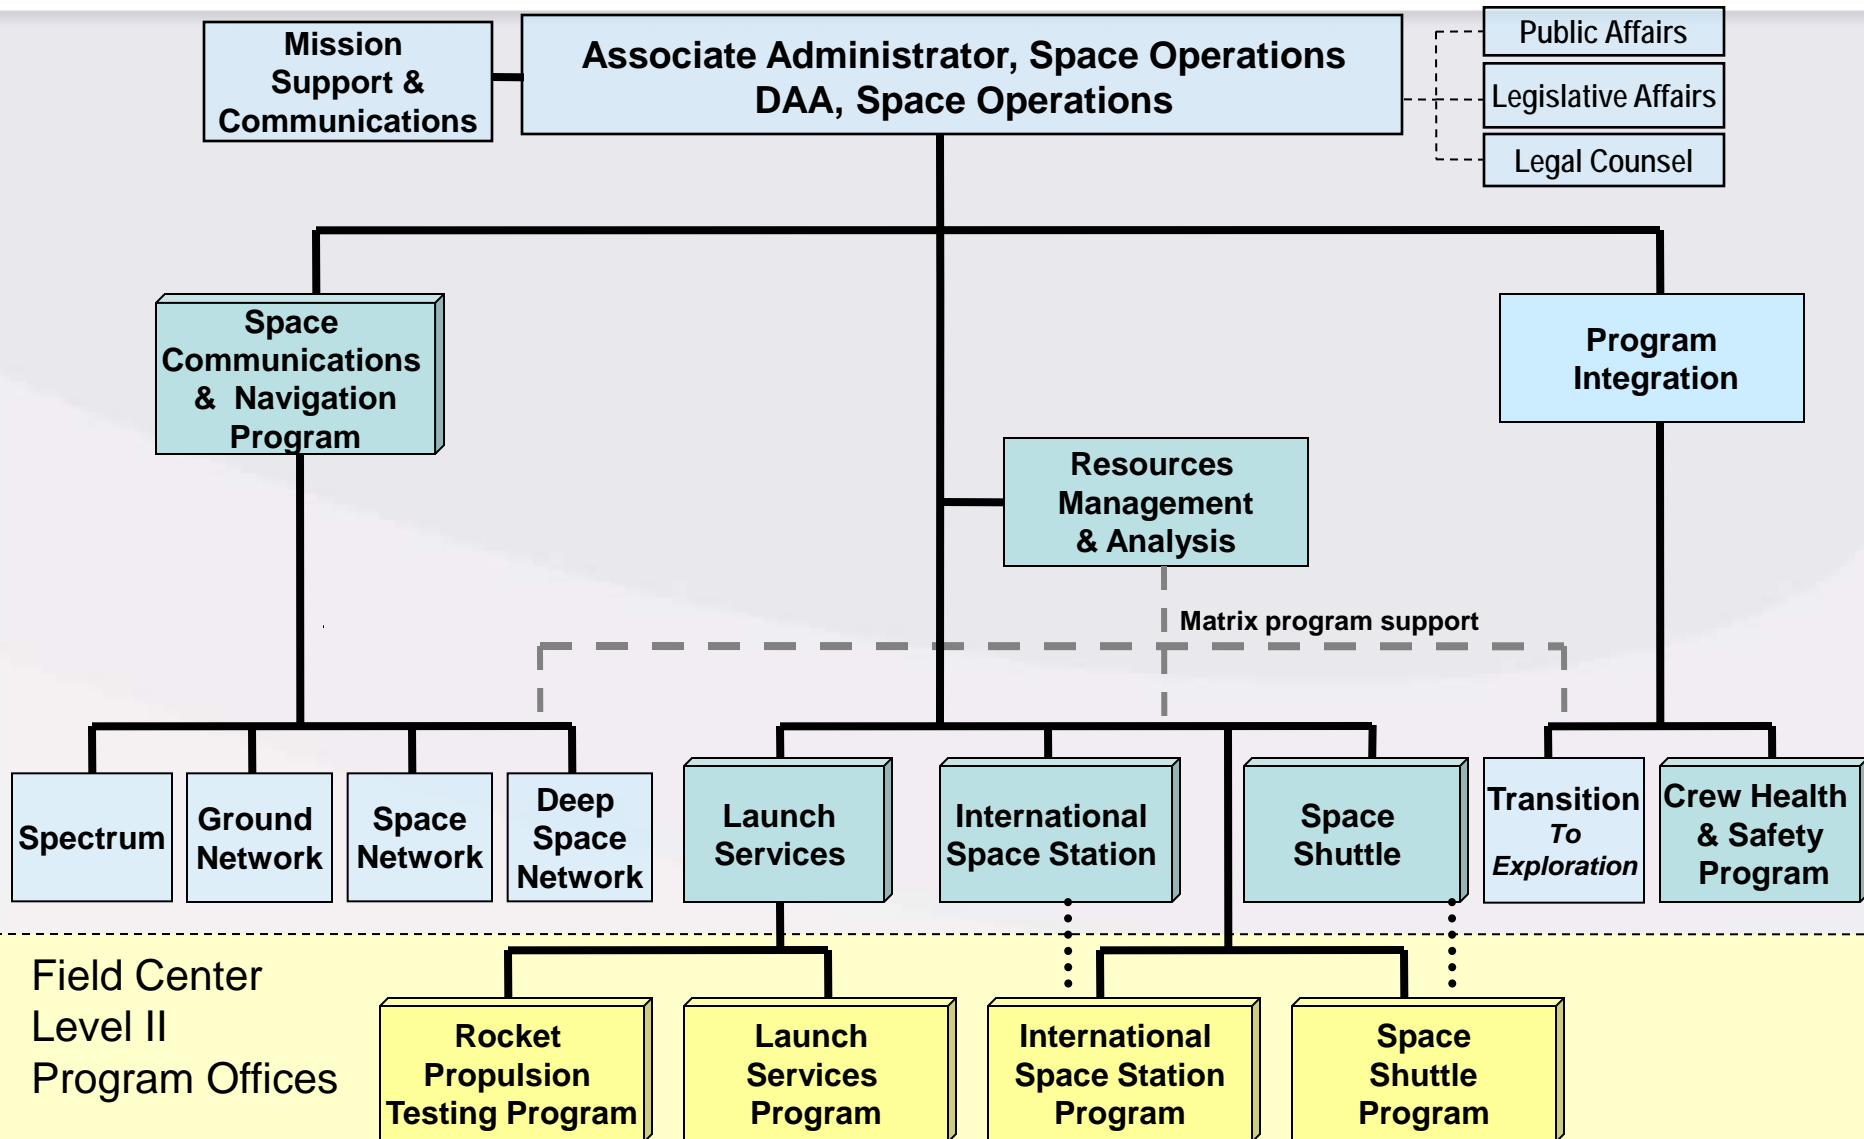 Mission
Support &
Communications
Associate Administrator, Space Operations
DAA, Space Operations
Public Affairs
Legislative Affairs
Legal Counsel
Space
Communications
& Navigation
Program
Program
Integration
Resources
Management
& Analysis
Matrix program support
Spectrum
Ground
Network
Space
Network
Deep
Space
Network
Launch
Services
International
Space Station
Space
Shuttle
Transition
To
Exploration
Crew Health
& Safety
Program
Field Center
Level II
Program Offices
Rocket
Propulsion
Testing Program
Launch
Services
Program
International
Space Station
Program
Space
Shuttle
Program